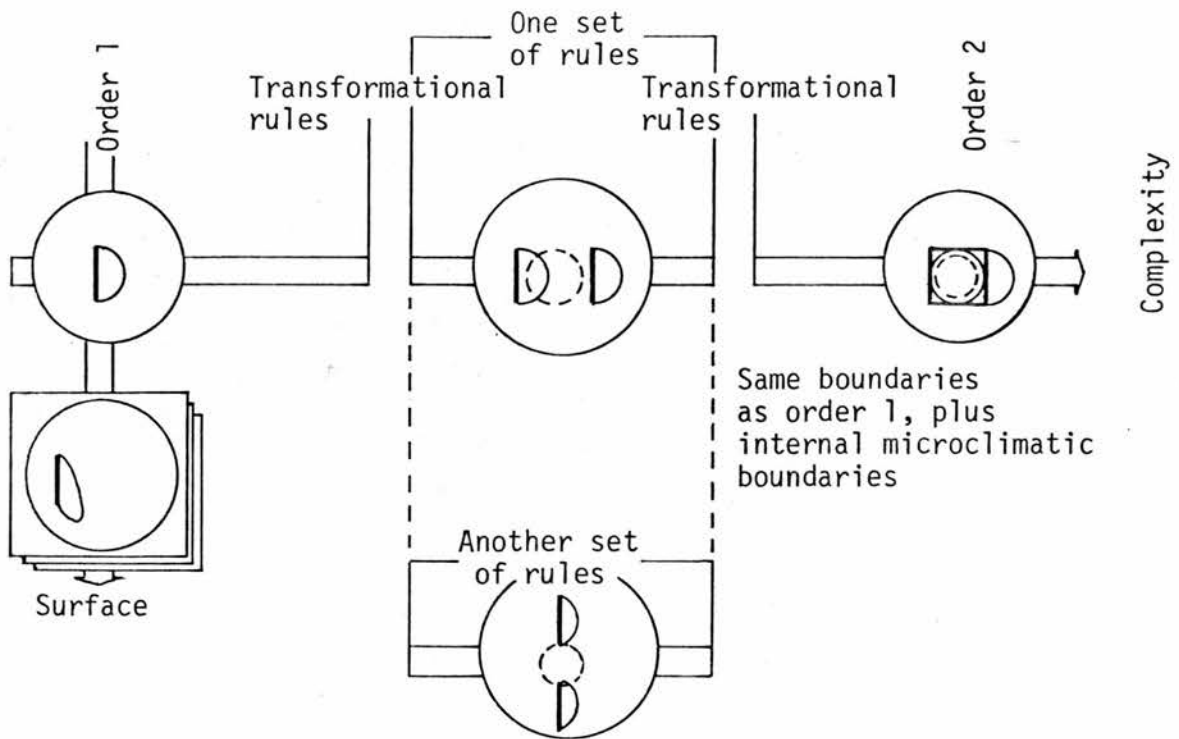 One set
of rules
Order 1
Transformational
rules
Transformational
rules
Order 2
Complexity
Same boundaries
as order 1, plus
internal microclimatic
boundaries
Another set
of rules
Surface